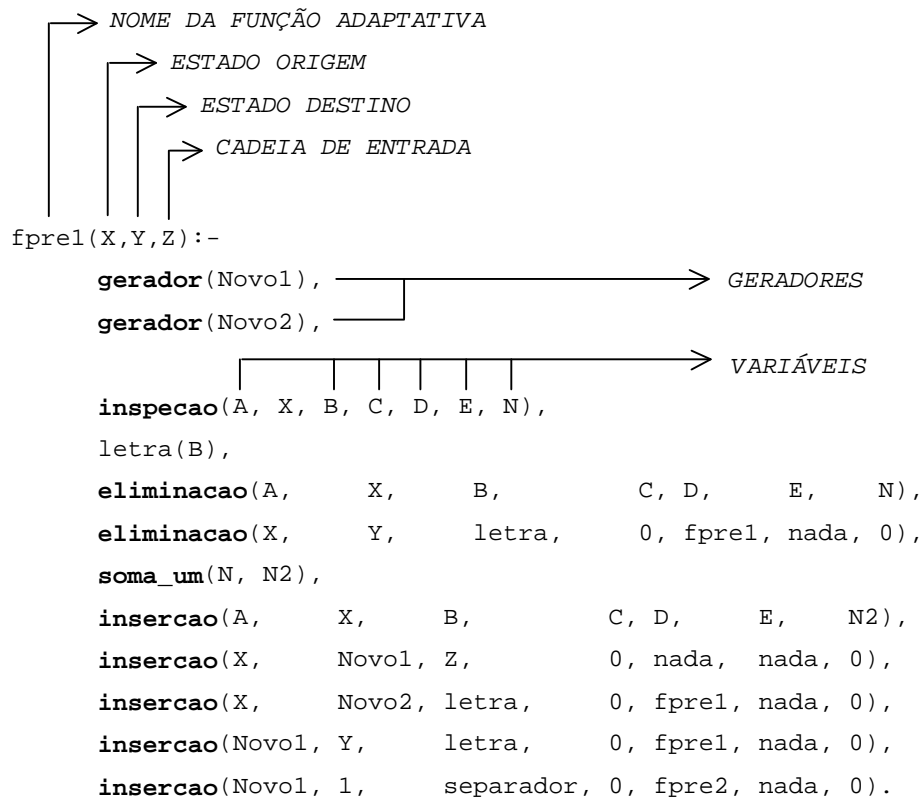 NOME DA FUNÇÃO ADAPTATIVA
ESTADO ORIGEM
ESTADO DESTINO
CADEIA DE ENTRADA
fpre1(X,Y,Z):-
gerador(Novo1), GERADORES
gerador(Novo2),
VARIÁVEIS
inspecao(A, X, B, C, D, E, N),
letra(B),
eliminacao(A, X, B, C, D, E, N),
eliminacao(X, Y, letra, 0, fpre1, nada, 0),
soma_um(N, N2),
insercao(A, X, B, C, D, E, N2),
insercao(X, Novo1, Z, 0, nada, nada, 0),
insercao(X, Novo2, letra, 0, fpre1, nada, 0),
insercao(Novo1, Y, letra, 0, fpre1, nada, 0),
insercao(Novo1, 1, separador, 0, fpre2, nada, 0).